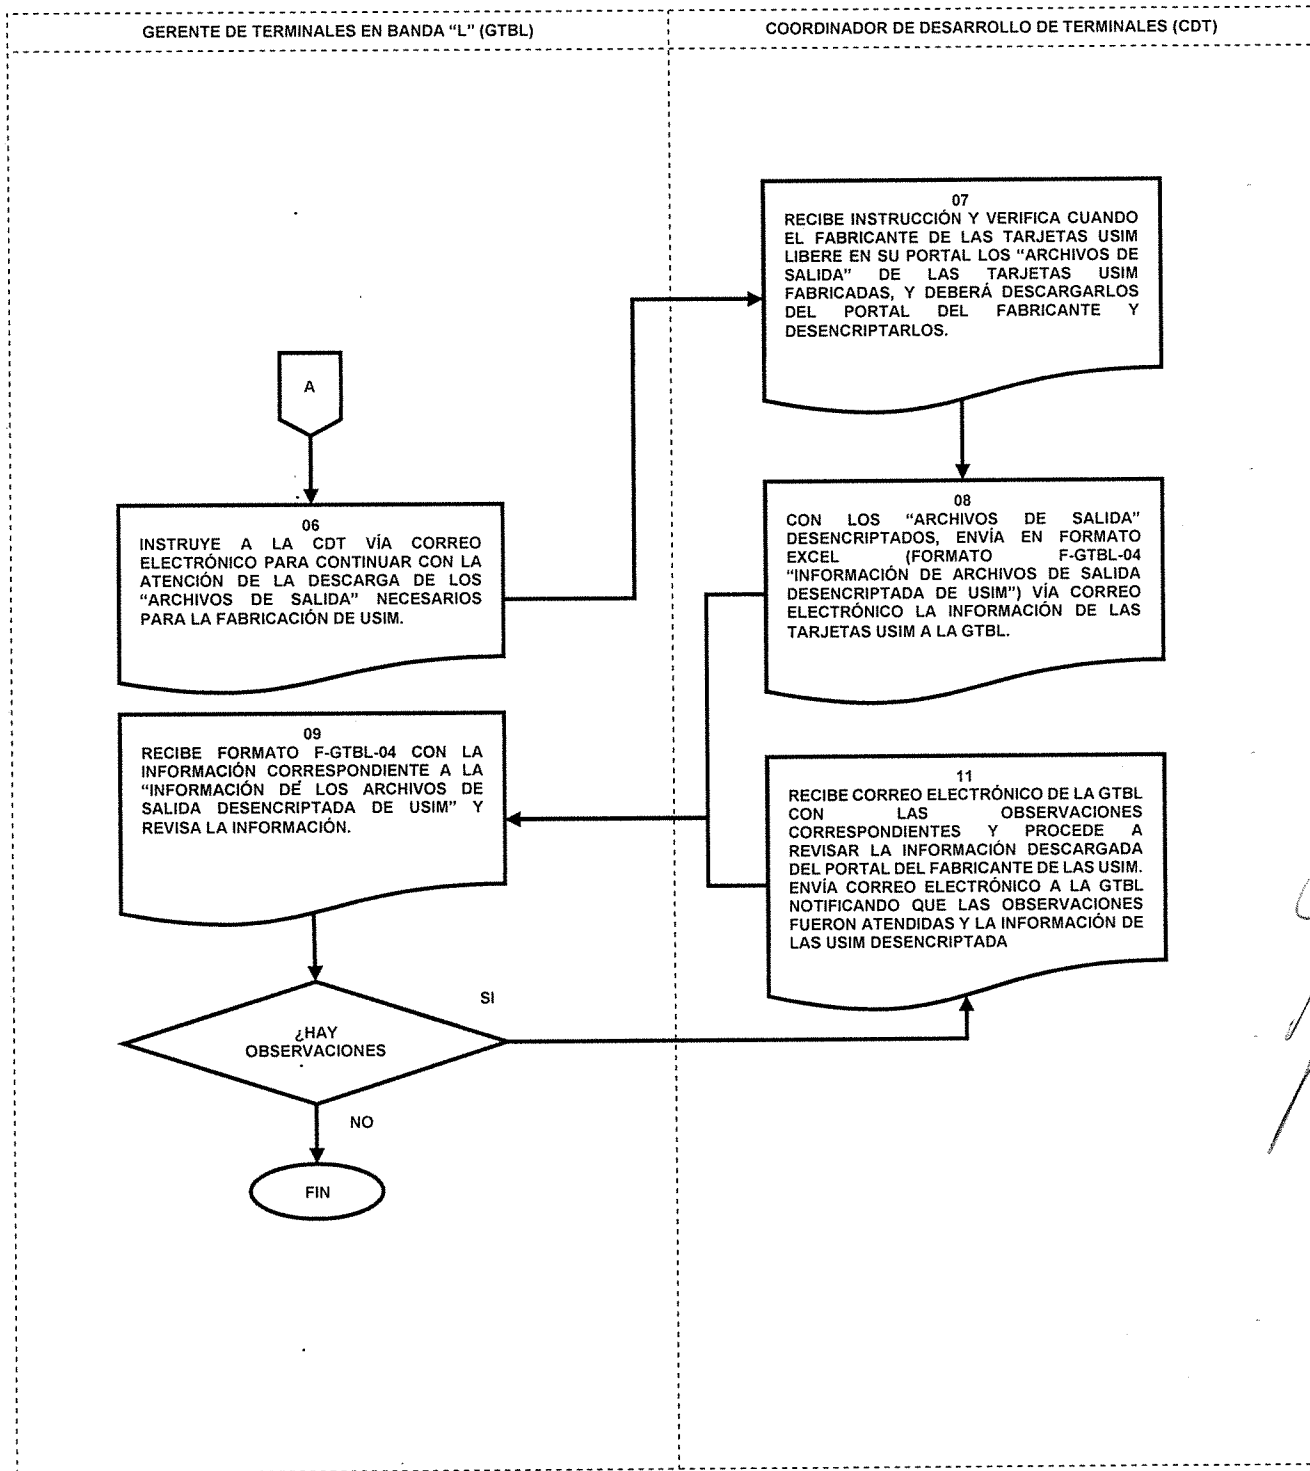 GERENTE DE TERMINALES EN BANDA “L” (GTBL)
COORDINADOR DE DESARROLLO DE TERMINALES (CDT)
07
RECIBE INSTRUCCIÓN Y VERIFICA CUANDO
EL FABRICANTE DE LAS TARJETAS USIM
LIBERE EN SU PORTAL LOS “ARCHIVOS DE
SALIDA” DE LAS TARJETAS USIM
FABRICADAS, Y DEBERÁ DESCARGARLOS
DEL PORTAL DEL FABRICANTE Y
DESENCRIPTARLOS.
A
06
INSTRUYE A LA CDT VÍA CORREO
ELECTRÓNICO PARA CONTINUAR CON LA
ATENCIÓN DE LA DESCARGA DE LOS
“ARCHIVOS DE SALIDA” NECESARIOS
PARA LA FABRICACIÓN DE USIM.
08
CON LOS “ARCHIVOS DE SALIDA”
DESENCRIPTADOS, ENVÍA EN FORMATO
EXCEL (FORMATO F-GTBL-04
“INFORMACIÓN DE ARCHIVOS DE SALIDA
DESENCRIPTADA DE USIM”) VÍA CORREO
ELECTRÓNICO LA INFORMACIÓN DE LAS
TARJETAS USIM A LA GTBL.
09
RECIBE FORMATO F-GTBL-04 CON LA
INFORMACIÓN CORRESPONDIENTE A LA
“INFORMACIÓN DE LOS ARCHIVOS DE
SALIDA DESENCRIPTADA DE USIM” Y
REVISA LA INFORMACIÓN.
11
RECIBE CORREO ELECTRÓNICO DE LA GTBL
CON LAS OBSERVACIONES
CORRESPONDIENTES Y PROCEDE A
REVISAR LA INFORMACIÓN DESCARGADA
DEL PORTAL DEL FABRICANTE DE LAS USIM.
ENVÍA CORREO ELECTRÓNICO A LA GTBL
NOTIFICANDO QUE LAS OBSERVACIONES
FUERON ATENDIDAS Y LA INFORMACIÓN DE
LAS USIM DESENCRIPTADA
SI
¿HAY
OBSERVACIONES
NO
FIN